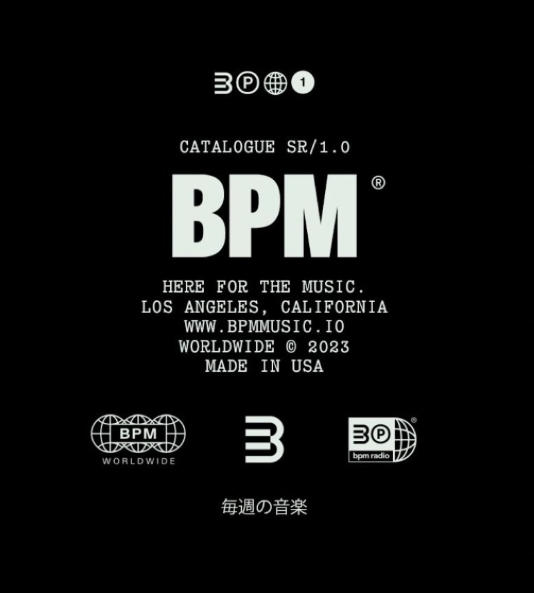 B Ⓟ 1
CATALOGUE SR/1.0
BPM ®
HERE FOR THE MUSIC.
LOS ANGELES, CALIFORNIA
WWW.BPMMUSIC.IO
WORLDWIDE © 2023
MADE IN USA
BPM
WORLDWIDE
B
B Ⓟ ®
bpm radio
毎週の音楽